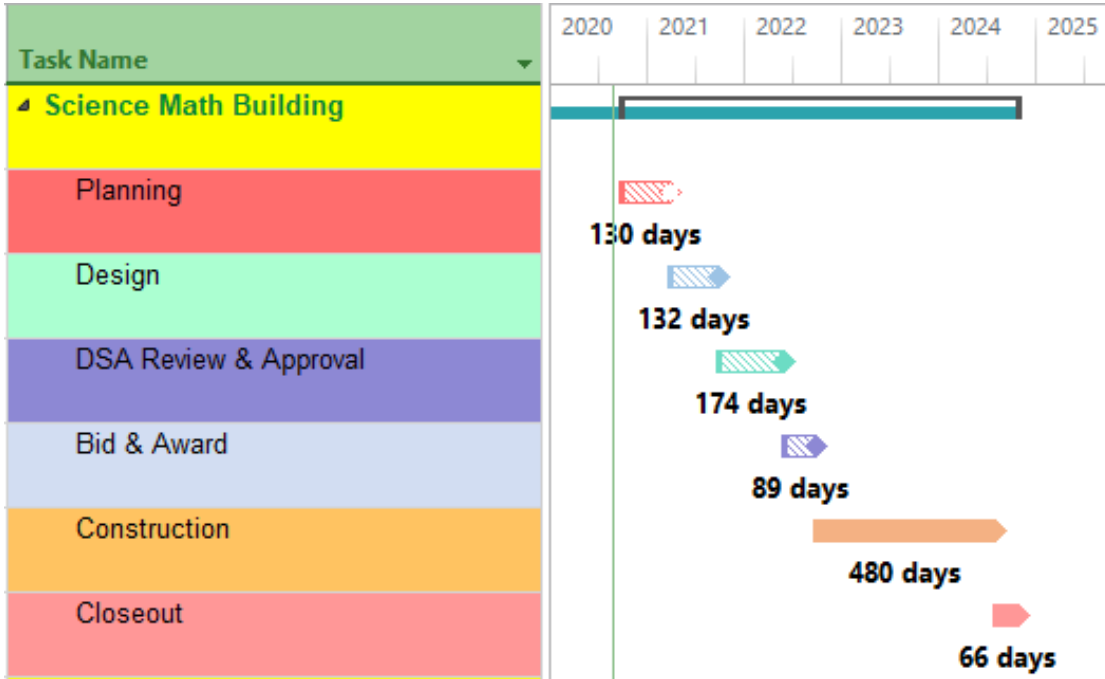 2020 2021 2022 2023 2024 2025
Task Name
Science Math Building
Planning
130 days
Design
132 days
DSA Review & Approval
174 days
Bid & Award
89 days
Construction
480 days
Closeout
66 days